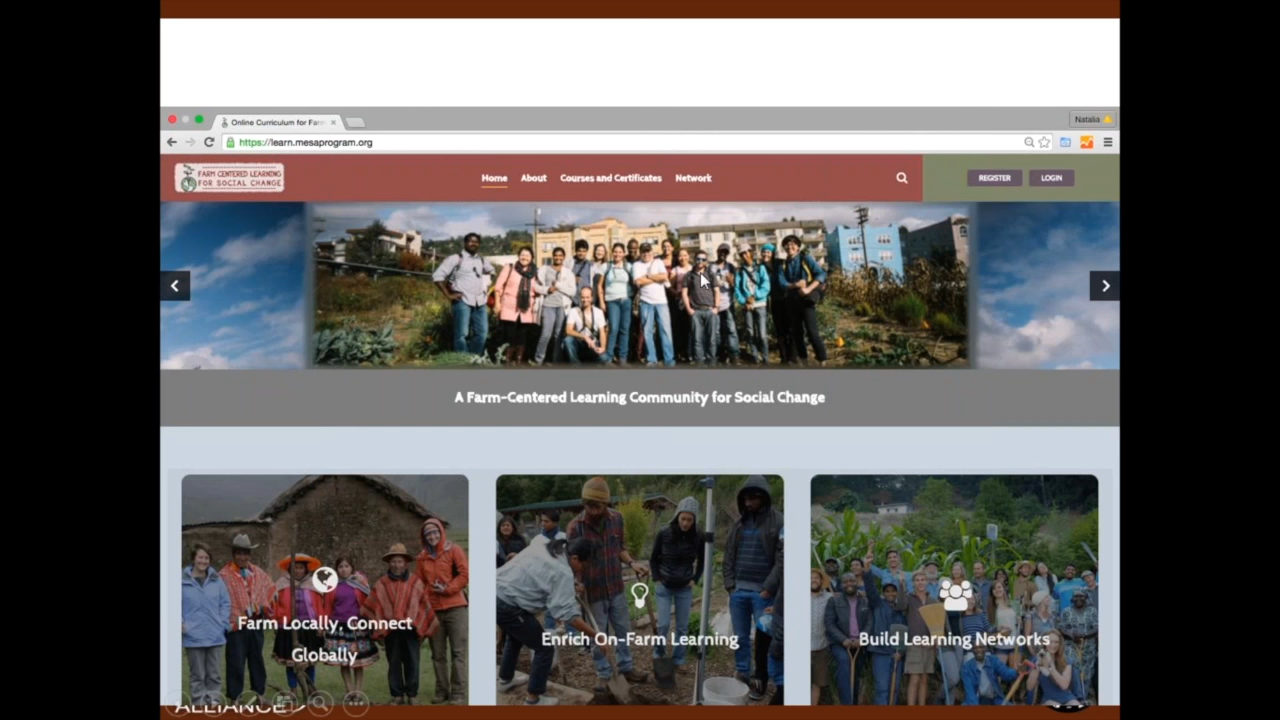 Online Curriculum for Far
Natalia
https://learn.mesaprogram.org
FARM CENTERED LEARNING
FOR SOCIAL CHANGE
Home About Courses and Certificates Network
REGISTER LOGIN
A Farm-Centered Learning Community for Social Change
Farm Locally, Connect
Globally
Enrich On-Farm Learning
Build Learning Networks
ALLIANCE